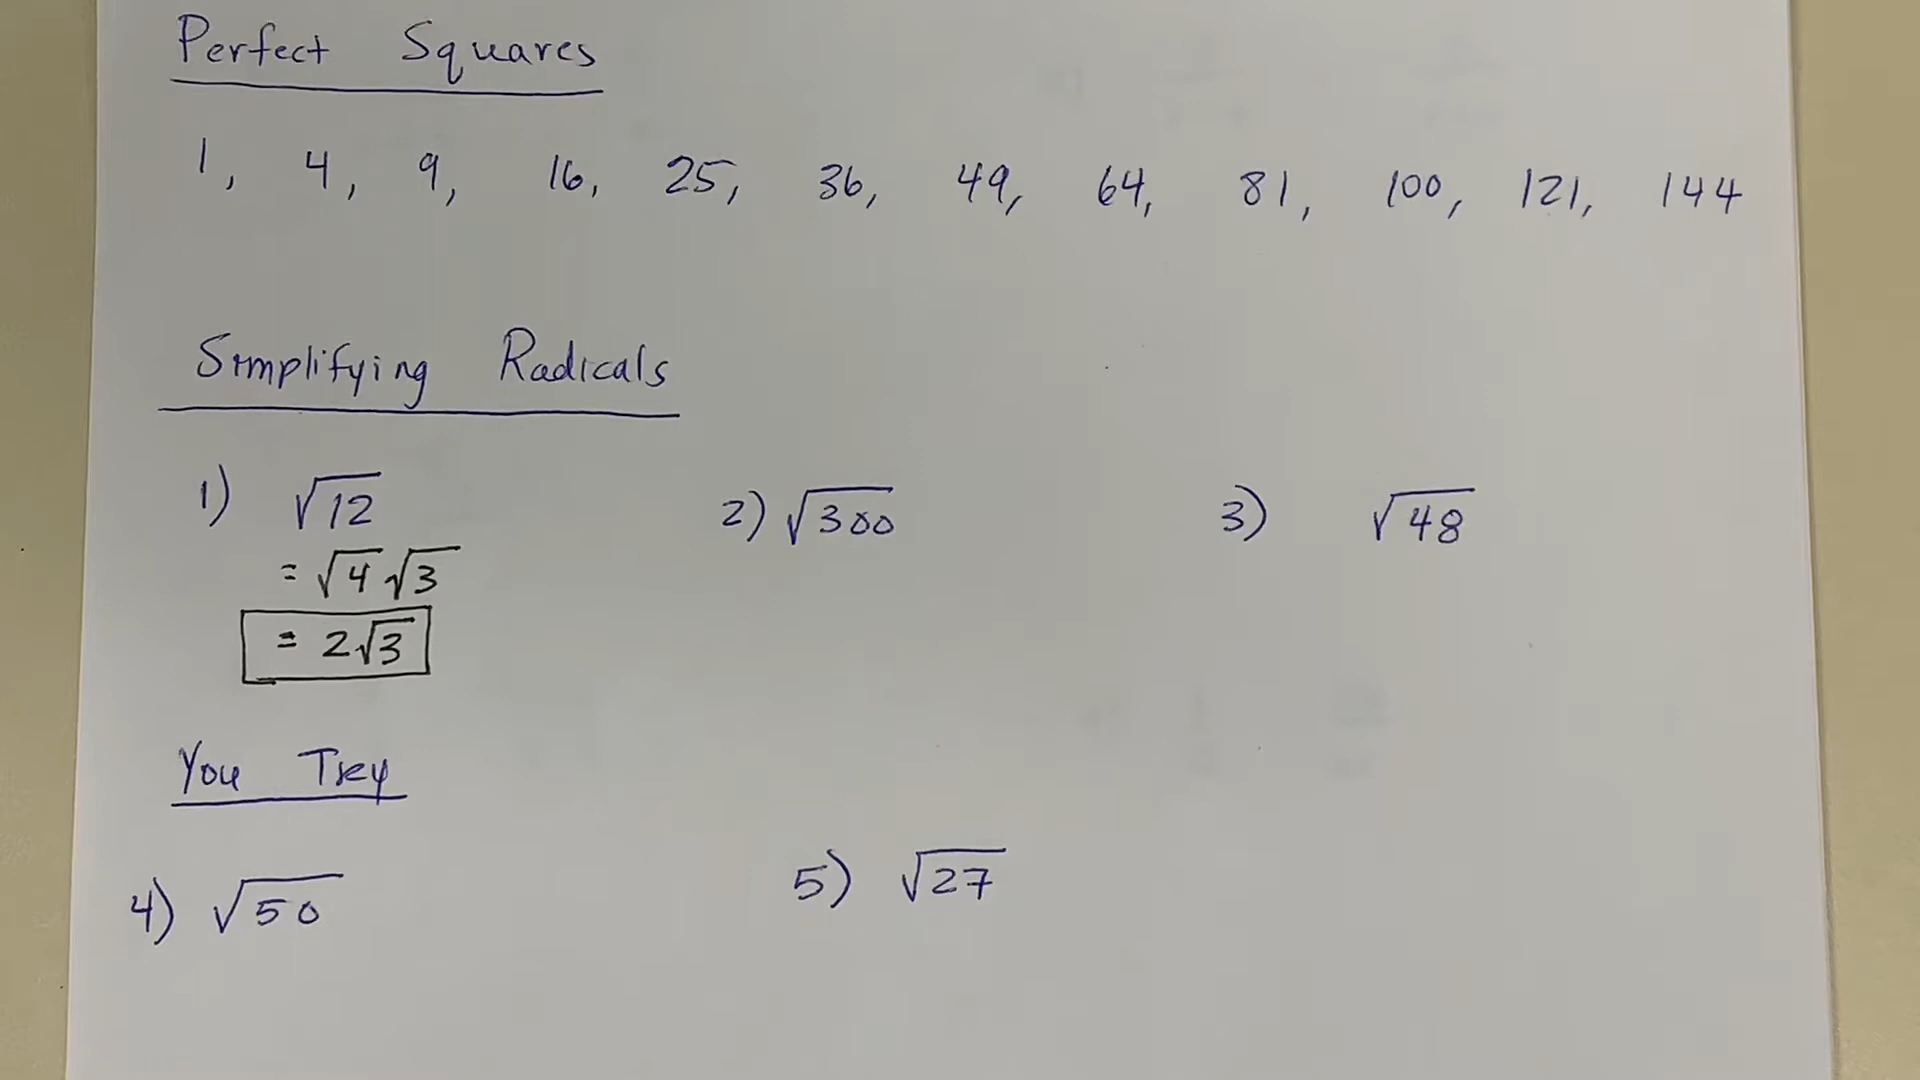 Perfect Squares
1, 4, 9, 16, 25, 36, 49, 64, 81, 100, 121, 144
Simplifying Radicals
1) √12 2) √300 3) √48
= √4 √3
= 2√3
You Try
4) √50 5) √27